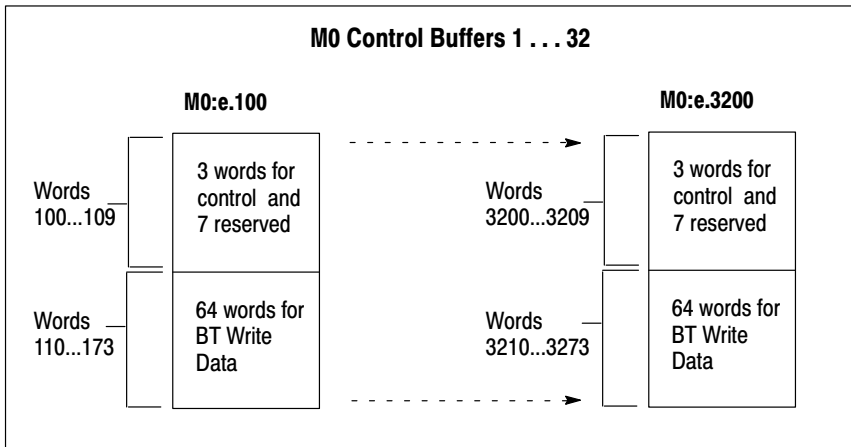 M0 Control Buffers 1 . . . 32
M0:e.100
M0:e.3200
Words
100...109
3 words for
control and
7 reserved
Words
3200...3209
3 words for
control and
7 reserved
Words
110...173
64 words for
BT Write
Data
Words
3210...3273
64 words for
BT Write
Data